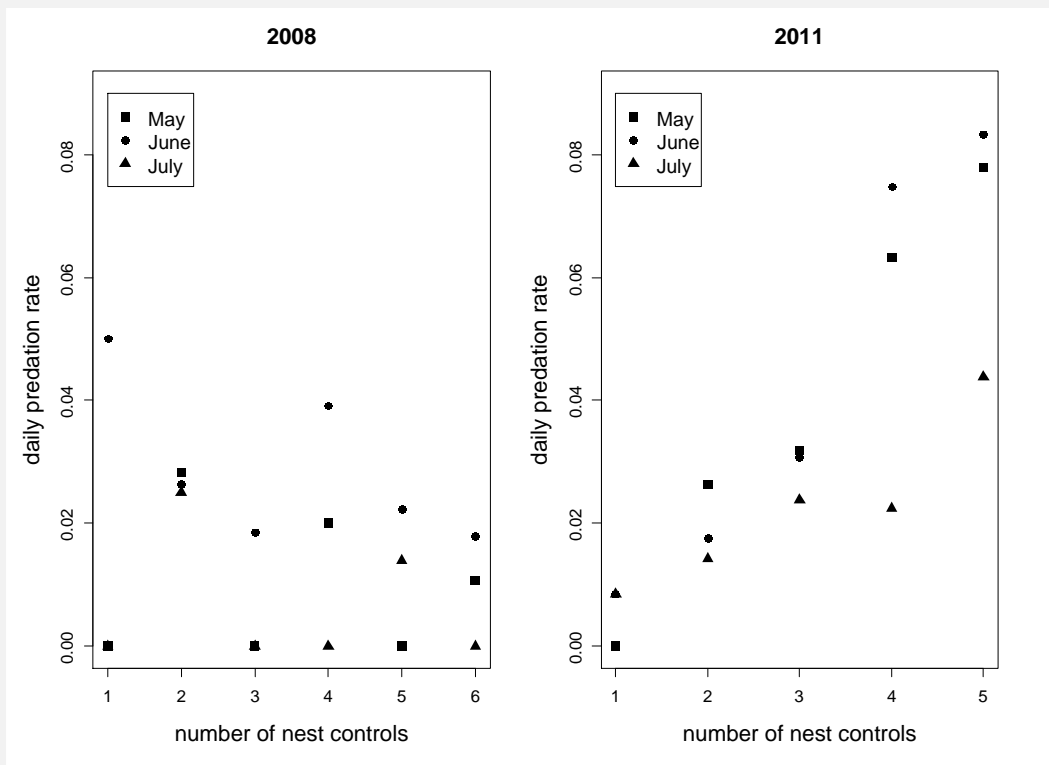 2008
May
June
July
0.08
0.06
0.04
0.02
0.00
daily predation rate
1 2 3 4 5 6
number of nest controls
2011
May
June
July
0.08
0.06
0.04
0.02
0.00
daily predation rate
1 2 3 4 5
number of nest controls